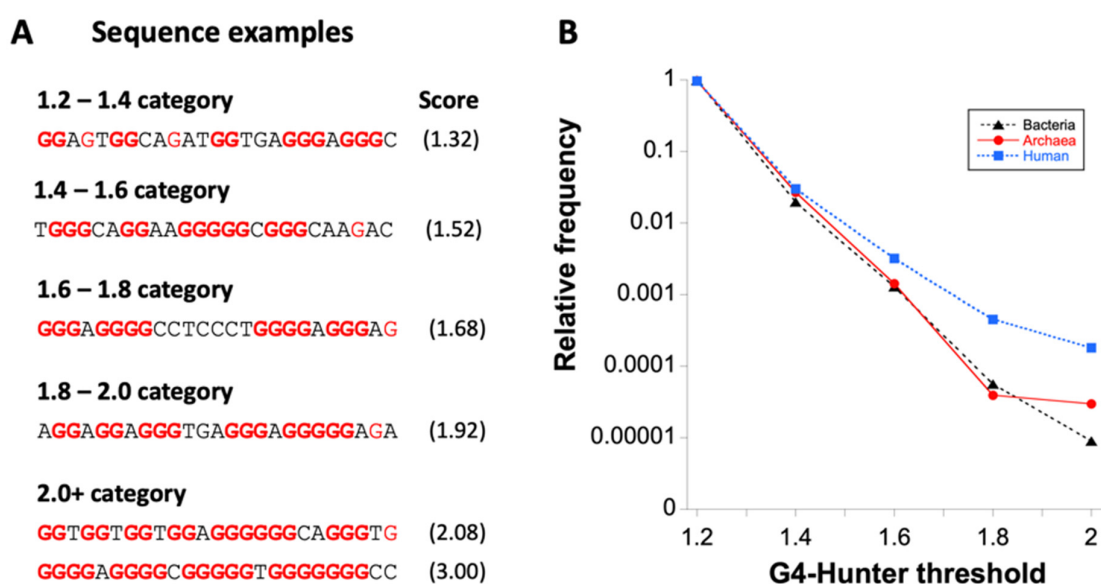 A Sequence examples
1.2 – 1.4 category Score
GGAGTGGCAGATGGTGAGGGAGGGC (1.32)
1.4 – 1.6 category
TGGGCAGGAAGGGGGCGGGCAAGAC (1.52)
1.6 – 1.8 category
GGGAGGGGCCTCCCTGGGGAGGGAG (1.68)
1.8 – 2.0 category
AGGAGGAGGGTGAGGGAGGGGGAGA (1.92)
2.0+ category
GGTGGTGGTGGAGGGGGGCAGGGTG (2.08)
GGGGAGGGGCGGGGGTGGGGGGGCC (3.00)
B
Relative frequency
1
0.1
0.01
0.001
0.0001
0.00001
0
Bacteria
Archaea
Human
1.2 1.4 1.6 1.8 2
G4-Hunter threshold